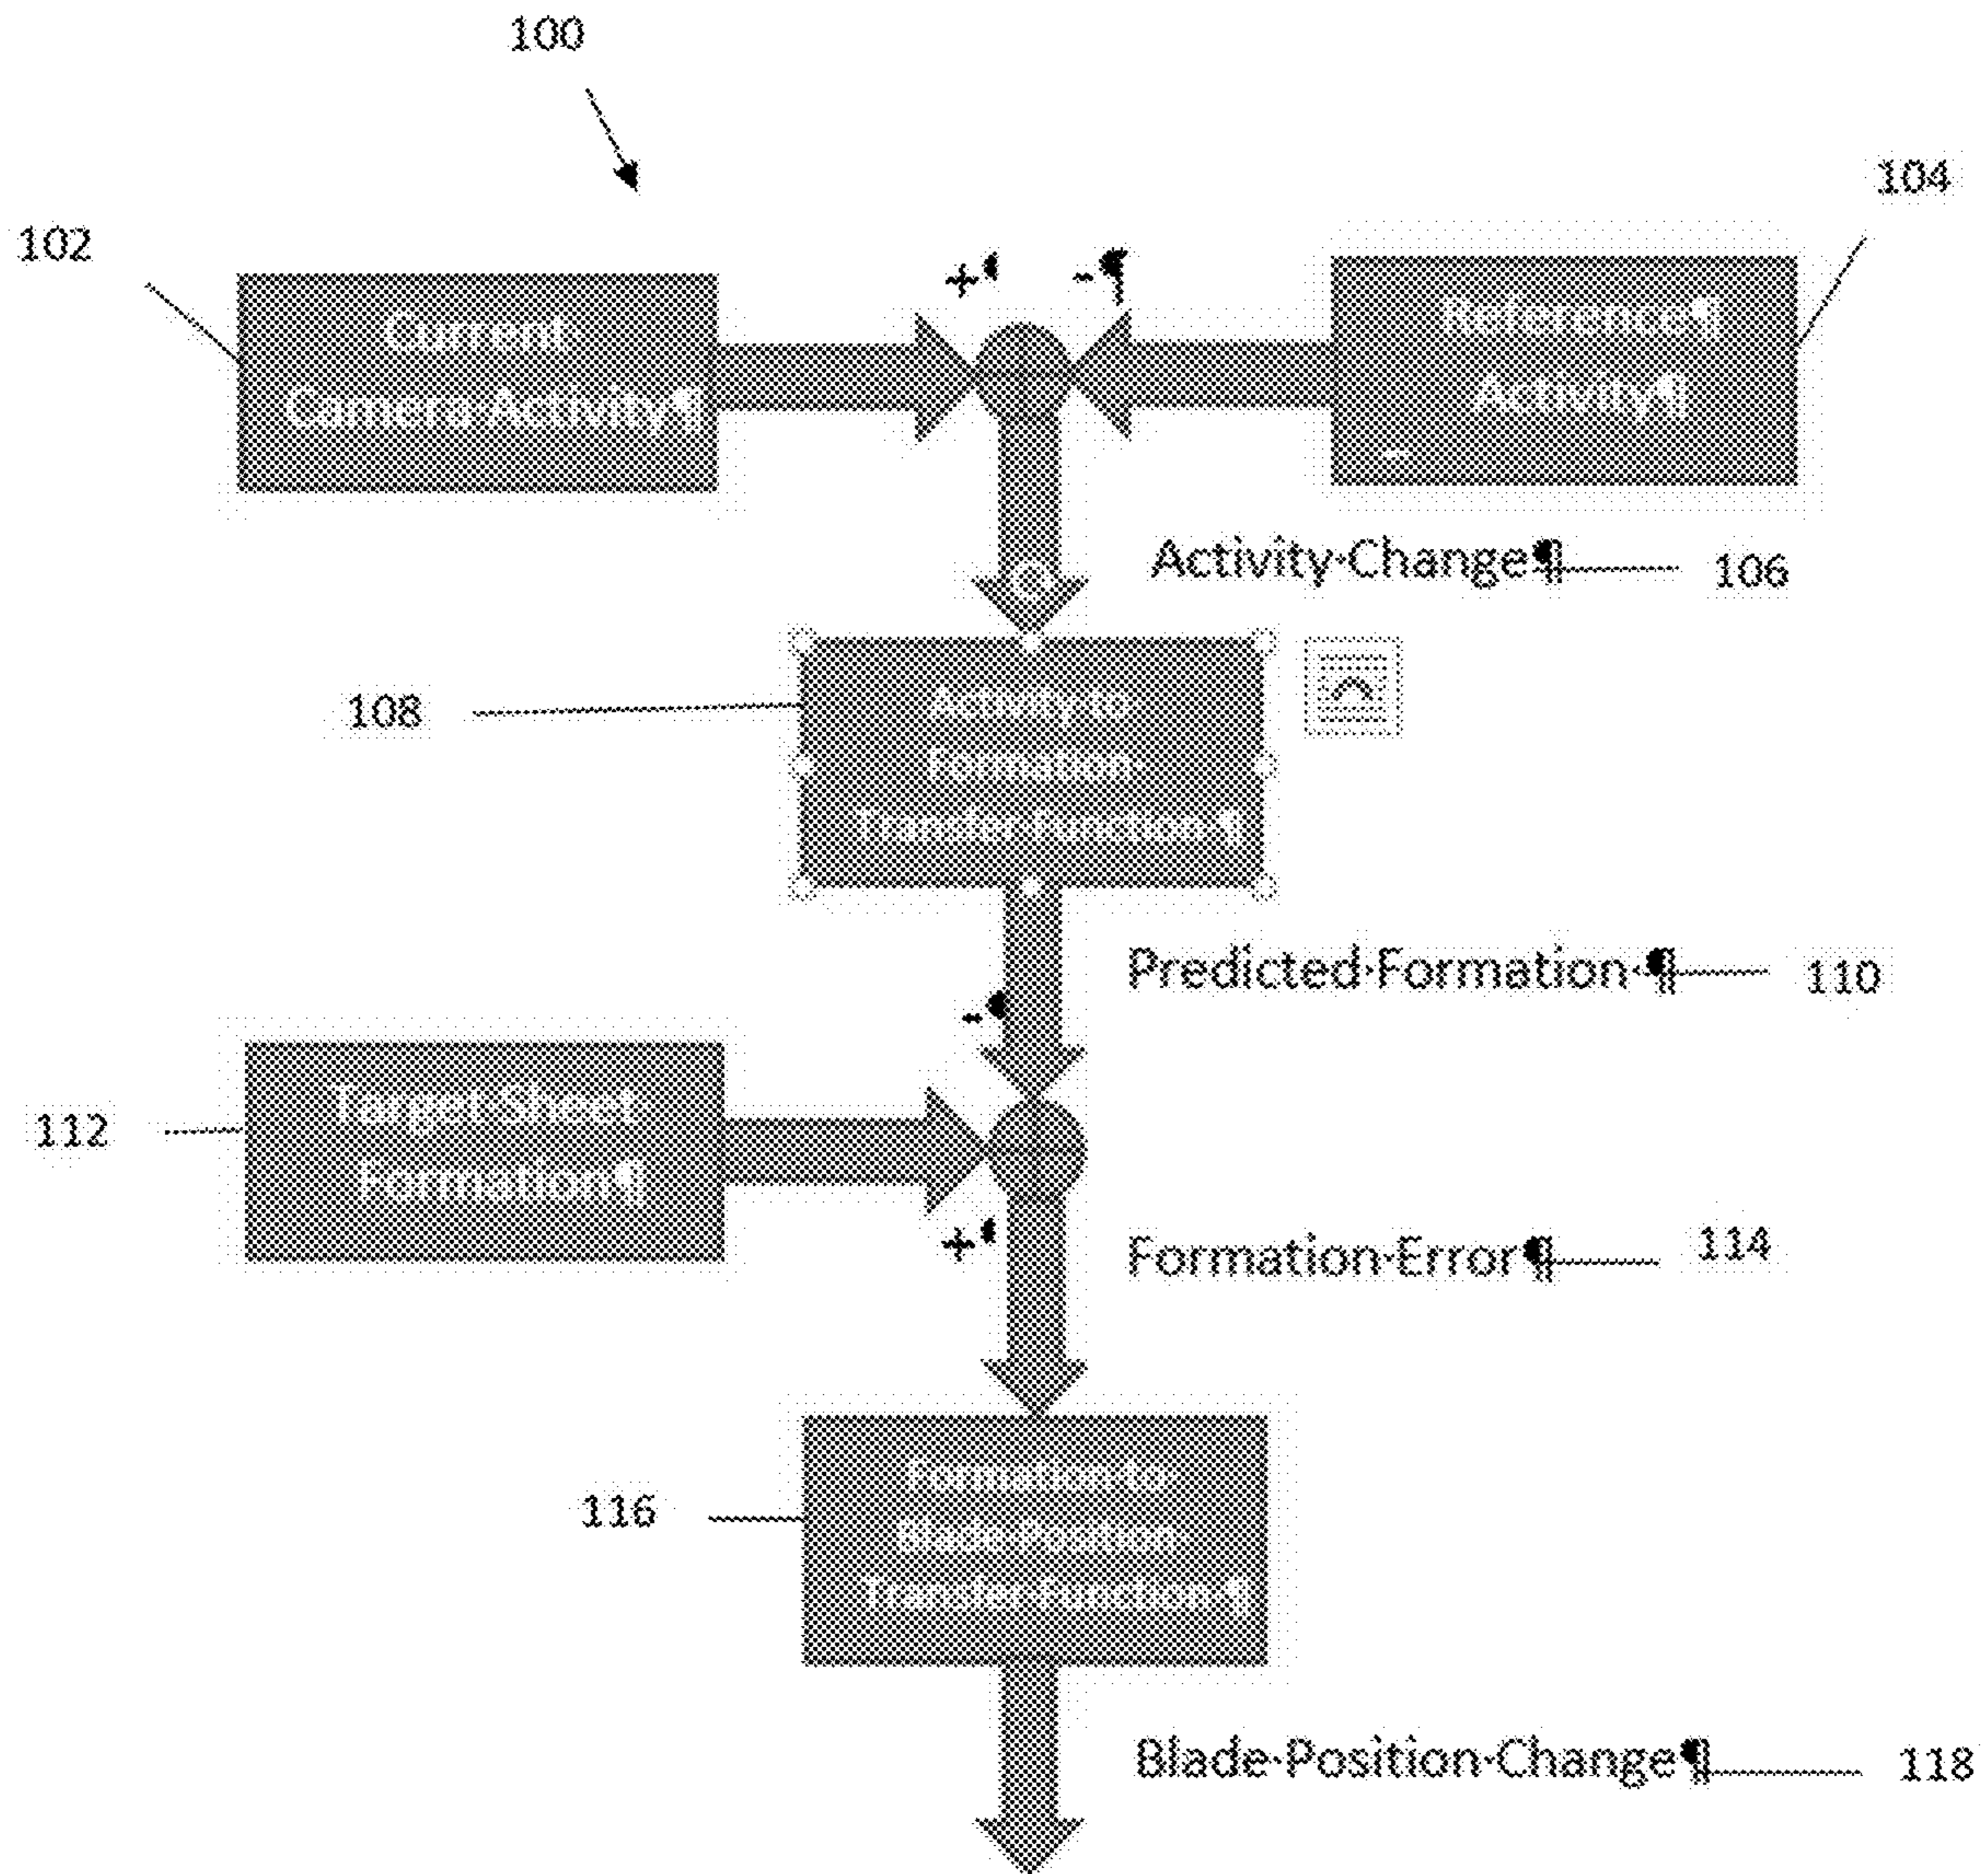 100
102
104
+ -
Current
Camera Activity¶
Reference¶
Activity¶
Activity·Change¶
106
108
Activity·to·
Formation·
Transfer·Function·¶
Predicted·Formation·¶
110
-
112
Target·Sheet·
Formation¶
+
Formation·Error¶
114
116
Formation·to·
Blade·Position·
Transfer·Function·¶
Blade·Position·Change¶
118